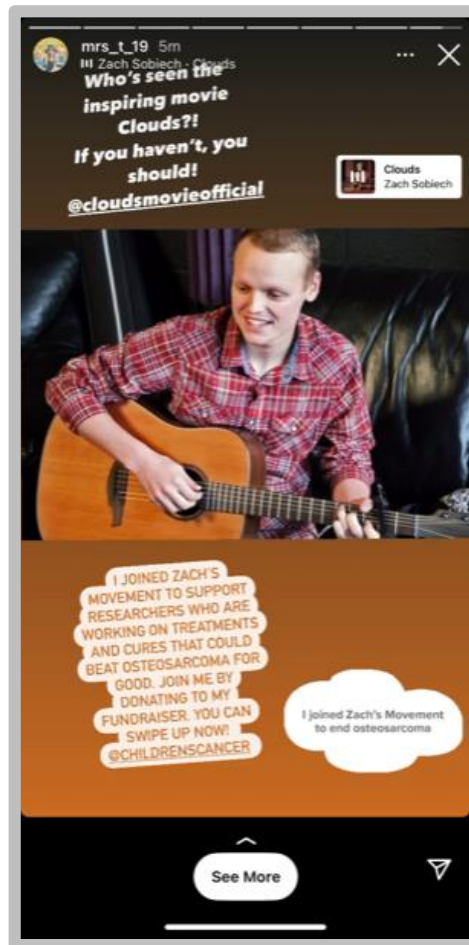 mrs_t_19 5m
Zach Sobiech · Clouds
Who's seen the
inspiring movie
Clouds?!
If you haven't, you
should!
@cloudsmovieofficial
Clouds
Zach Sobiech
I JOINED ZACH'S
MOVEMENT TO SUPPORT
RESEARCHERS WHO ARE
WORKING ON TREATMENTS
AND CURES THAT COULD
BEAT OSTEOSARCOMA FOR
GOOD. JOIN ME BY
DONATING TO MY
FUNDRAISER. YOU CAN
SWIPE UP NOW!
@CHILDRENSCANCER
I joined Zach's Movement
to end osteosarcoma
See More